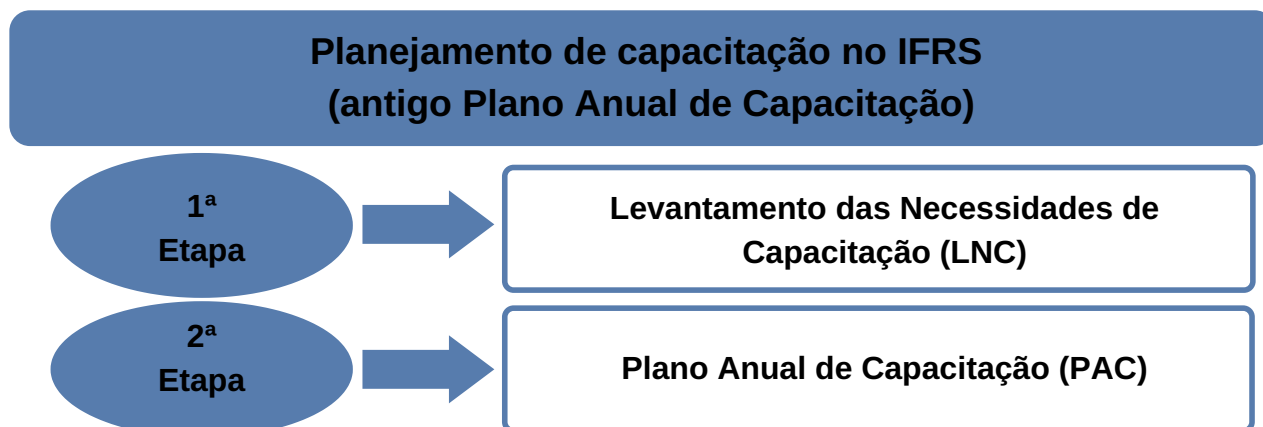 Planejamento de capacitação no IFRS
(antigo Plano Anual de Capacitação)
1ª
Etapa
Levantamento das Necessidades de
Capacitação (LNC)
2ª
Etapa
Plano Anual de Capacitação (PAC)